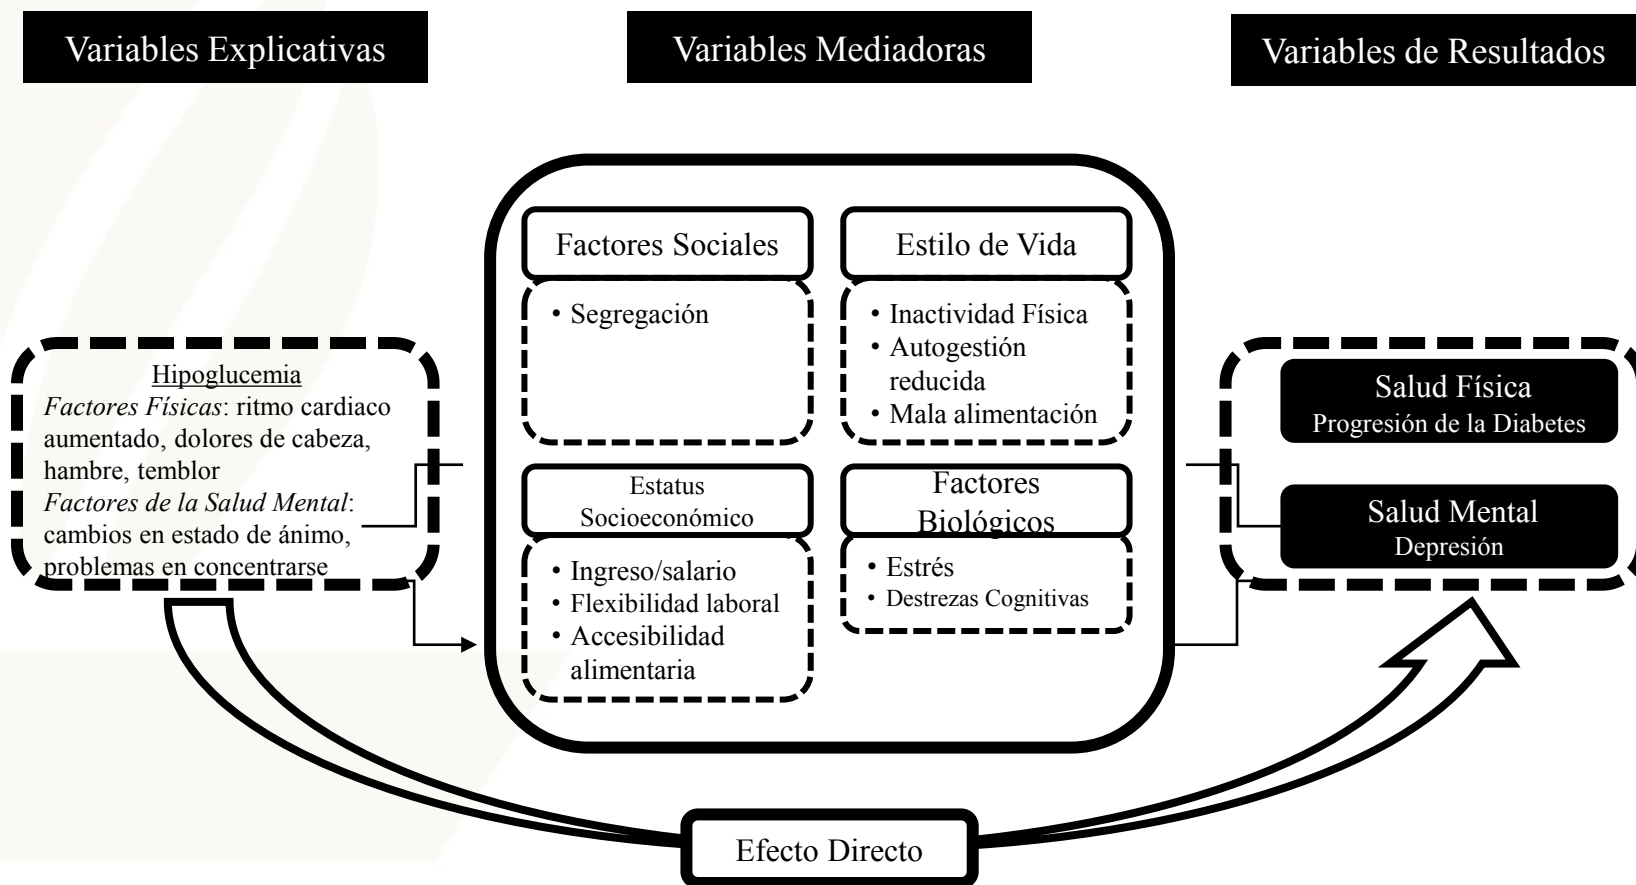 Variables Explicativas
Variables Mediadoras
Variables de Resultados
Hipoglucemia
Factores Físicas: ritmo cardiaco
aumentado, dolores de cabeza,
hambre, temblor
Factores de la Salud Mental:
cambios en estado de ánimo,
problemas en concentrarse
Factores Sociales
• Segregación
Estilo de Vida
• Inactividad Física
• Autogestión
reducida
• Mala alimentación
Estatus
Socioeconómico
• Ingreso/salario
• Flexibilidad laboral
• Accesibilidad
alimentaria
Factores
Biológicos
• Estrés
• Destrezas Cognitivas
Salud Física
Progresión de la Diabetes
Salud Mental
Depresión
Efecto Directo